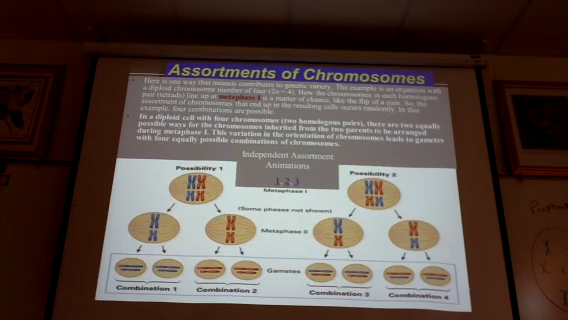 Assortments of Chromosomes
Here is one way that meiosis contributes to genetic variety. The example is an organism with
a diploid chromosome number of four (2n = 4). How the chromosomes in each homologous
pair (tetrads) line up at metaphase I is a matter of chance, like the flip of a coin. So, the
assortment of chromosomes that end up in the resulting cells occurs randomly. In this
example, four combinations are possible.
In a diploid cell with four chromosomes (two homologous pairs), there are two equally
possible ways for the chromosomes inherited from the two parents to be arranged
during metaphase I. This variation in the orientation of chromosomes leads to gametes
with four equally possible combinations of chromosomes.
Independent Assortment
Animations
1 2 3
Possibility 1
Possibility 2
Metaphase I
(Some phases not shown)
Metaphase II
Gametes
Combination 1
Combination 2
Combination 3
Combination 4